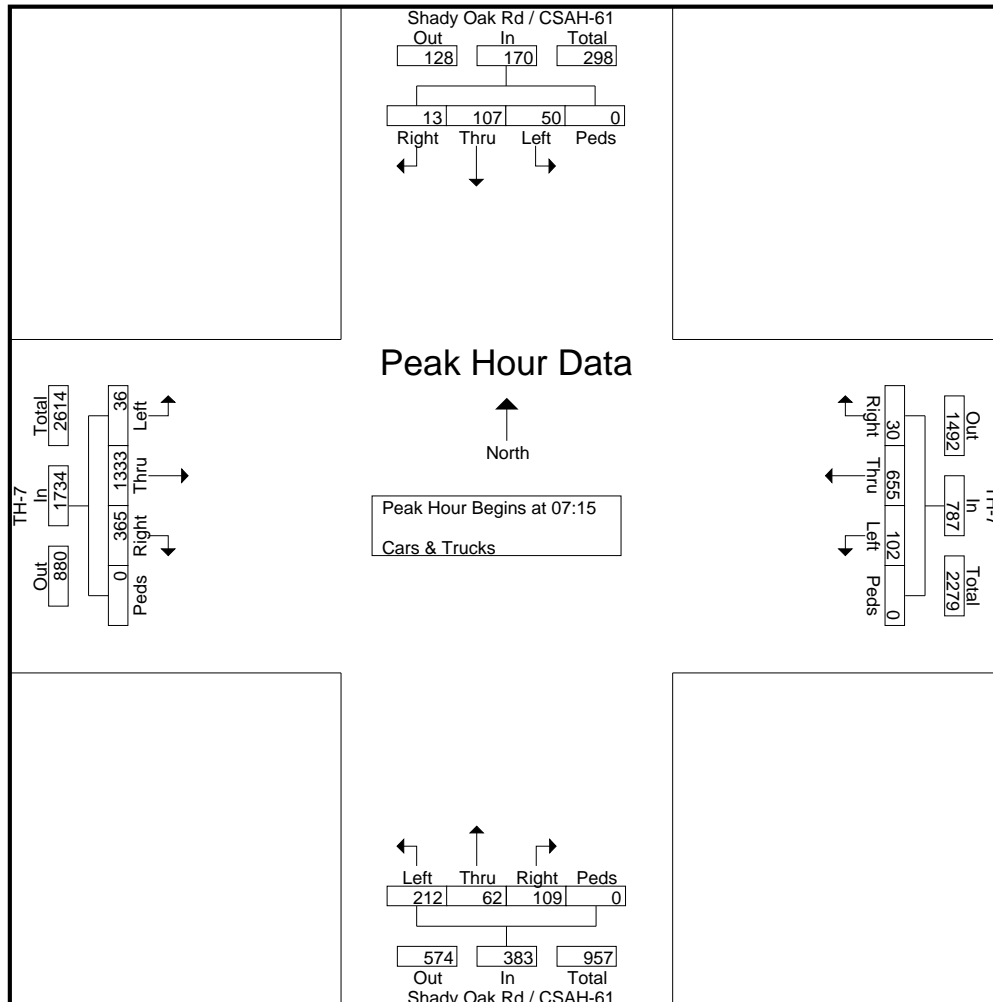 Shady Oak Rd / CSAH-61
Out In Total
128 170 298
13 107 50 0
Right Thru Left Peds
Peak Hour Data
North
Peak Hour Begins at 07:15
Cars & Trucks
TH-7
Total In Out
2614 1734 880
36 1333 365 0
Left Thru Right Peds
Right Thru Left Peds
30 655 102 0
Out In Total
1492 787 2279
TH-7
Left Thru Right Peds
212 62 109 0
574 383 957
Out In Total
Shady Oak Rd / CSAH-61